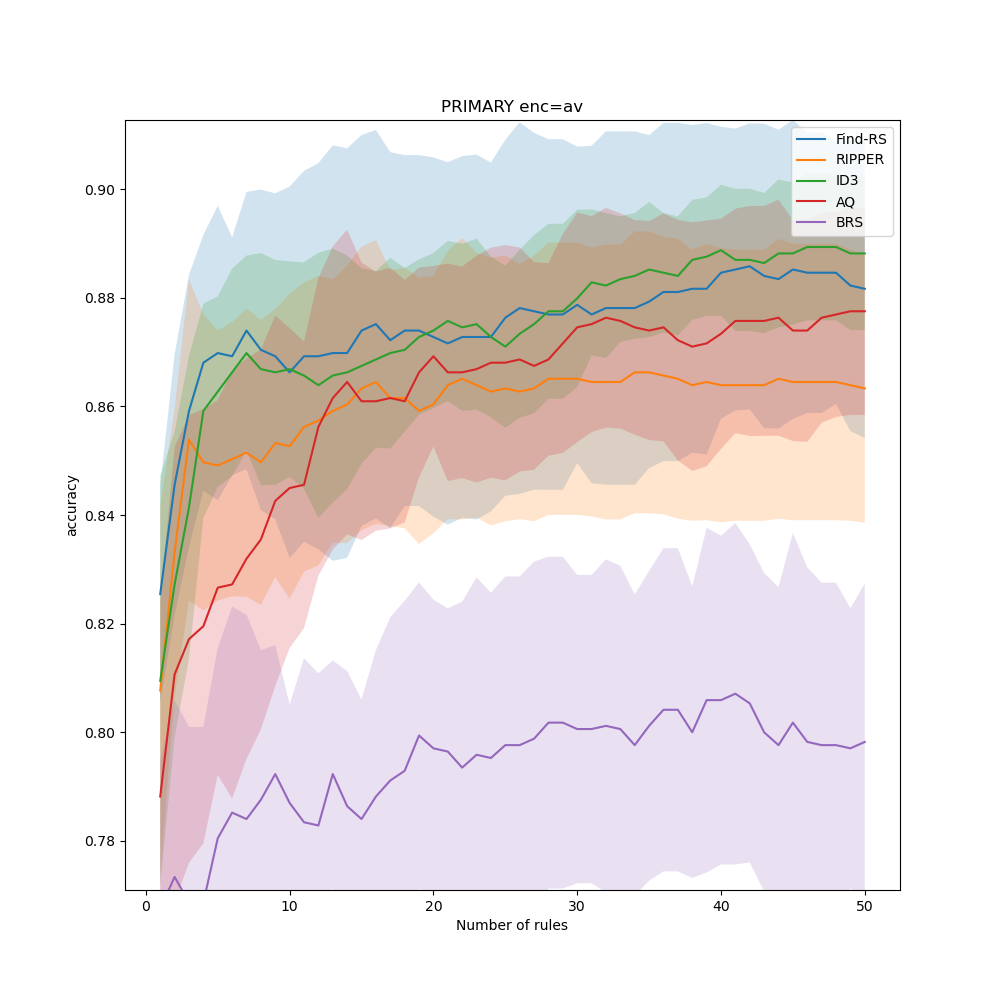 PRIMARY enc=av
Find-RS
RIPPER
ID3
AQ
BRS
accuracy
0.90
0.88
0.86
0.84
0.82
0.80
0.78
0 10 20 30 40 50
Number of rules